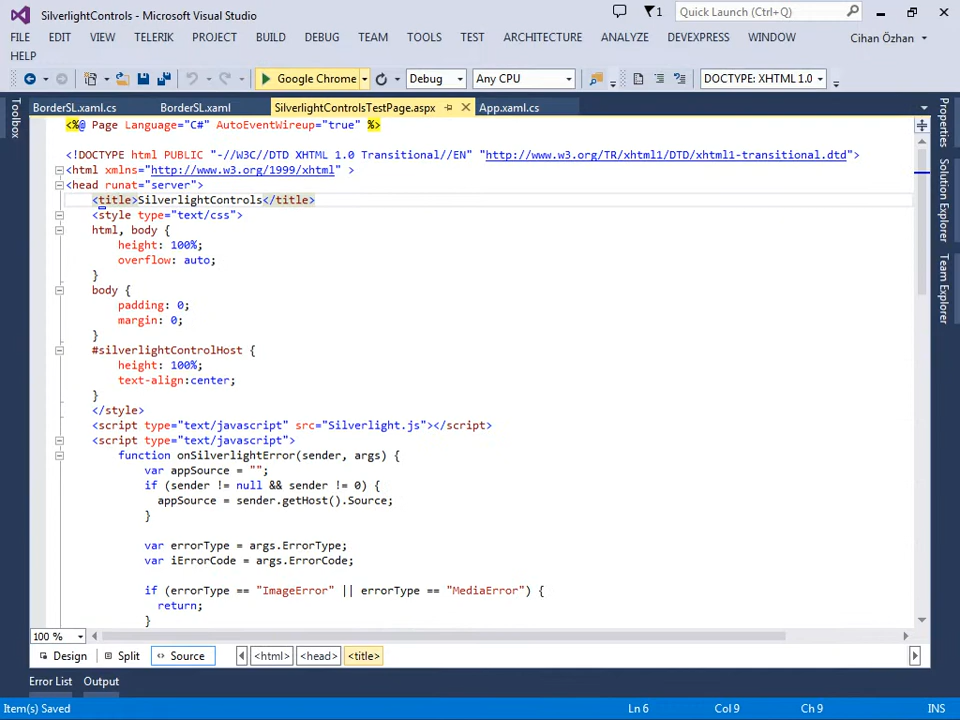 SilverlightControls - Microsoft Visual Studio
1
Quick Launch (Ctrl+Q)
FILE EDIT VIEW TELERIK PROJECT BUILD DEBUG TEAM TOOLS TEST ARCHITECTURE ANALYZE DEVEXPRESS WINDOW
Cihan Özhan
HELP
Google Chrome
Debug
Any CPU
DOCTYPE: XHTML 1.0
Toolbox
BorderSL.xaml.cs
BorderSL.xaml
SilverlightControlsTestPage.aspx
App.xaml.cs
Properties
Solution Explorer
Team Explorer
<%@ Page Language="C#" AutoEventWireup="true" %>
<!DOCTYPE html PUBLIC "-//W3C//DTD XHTML 1.0 Transitional//EN" "http://www.w3.org/TR/xhtml1/DTD/xhtml1-transitional.dtd">
<html xmlns="http://www.w3.org/1999/xhtml" >
<head runat="server">
<title>SilverlightControls</title>
<style type="text/css">
html, body {
height: 100%;
overflow: auto;
}
body {
padding: 0;
margin: 0;
}
#silverlightControlHost {
height: 100%;
text-align:center;
}
</style>
<script type="text/javascript" src="Silverlight.js"></script>
<script type="text/javascript">
function onSilverlightError(sender, args) {
var appSource = "";
if (sender != null && sender != 0) {
appSource = sender.getHost().Source;
}
var errorType = args.ErrorType;
var iErrorCode = args.ErrorCode;
if (errorType == "ImageError" || errorType == "MediaError") {
return;
}
100 %
Design
Split
Source
<html>
<head>
<title>
Error List
Output
Item(s) Saved
Ln 6
Col 9
Ch 9
INS